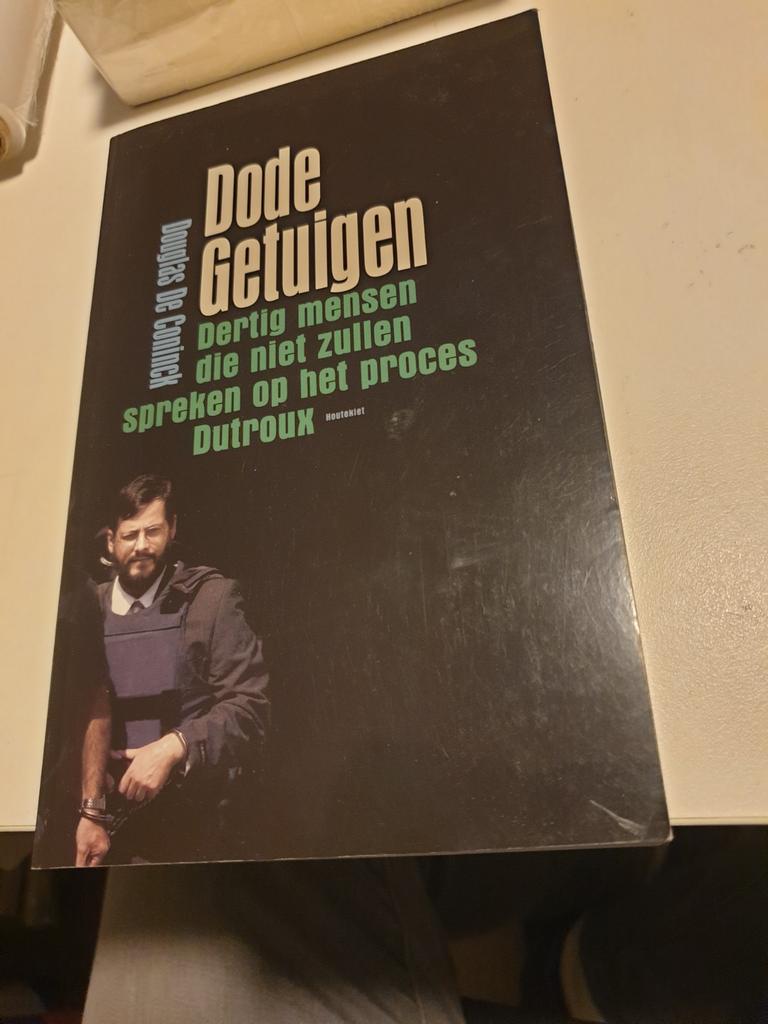 Dode
Getuigen
Douglas De Coninck
Dertig mensen
die niet zullen
spreken op het proces
Dutroux
Houtekiet